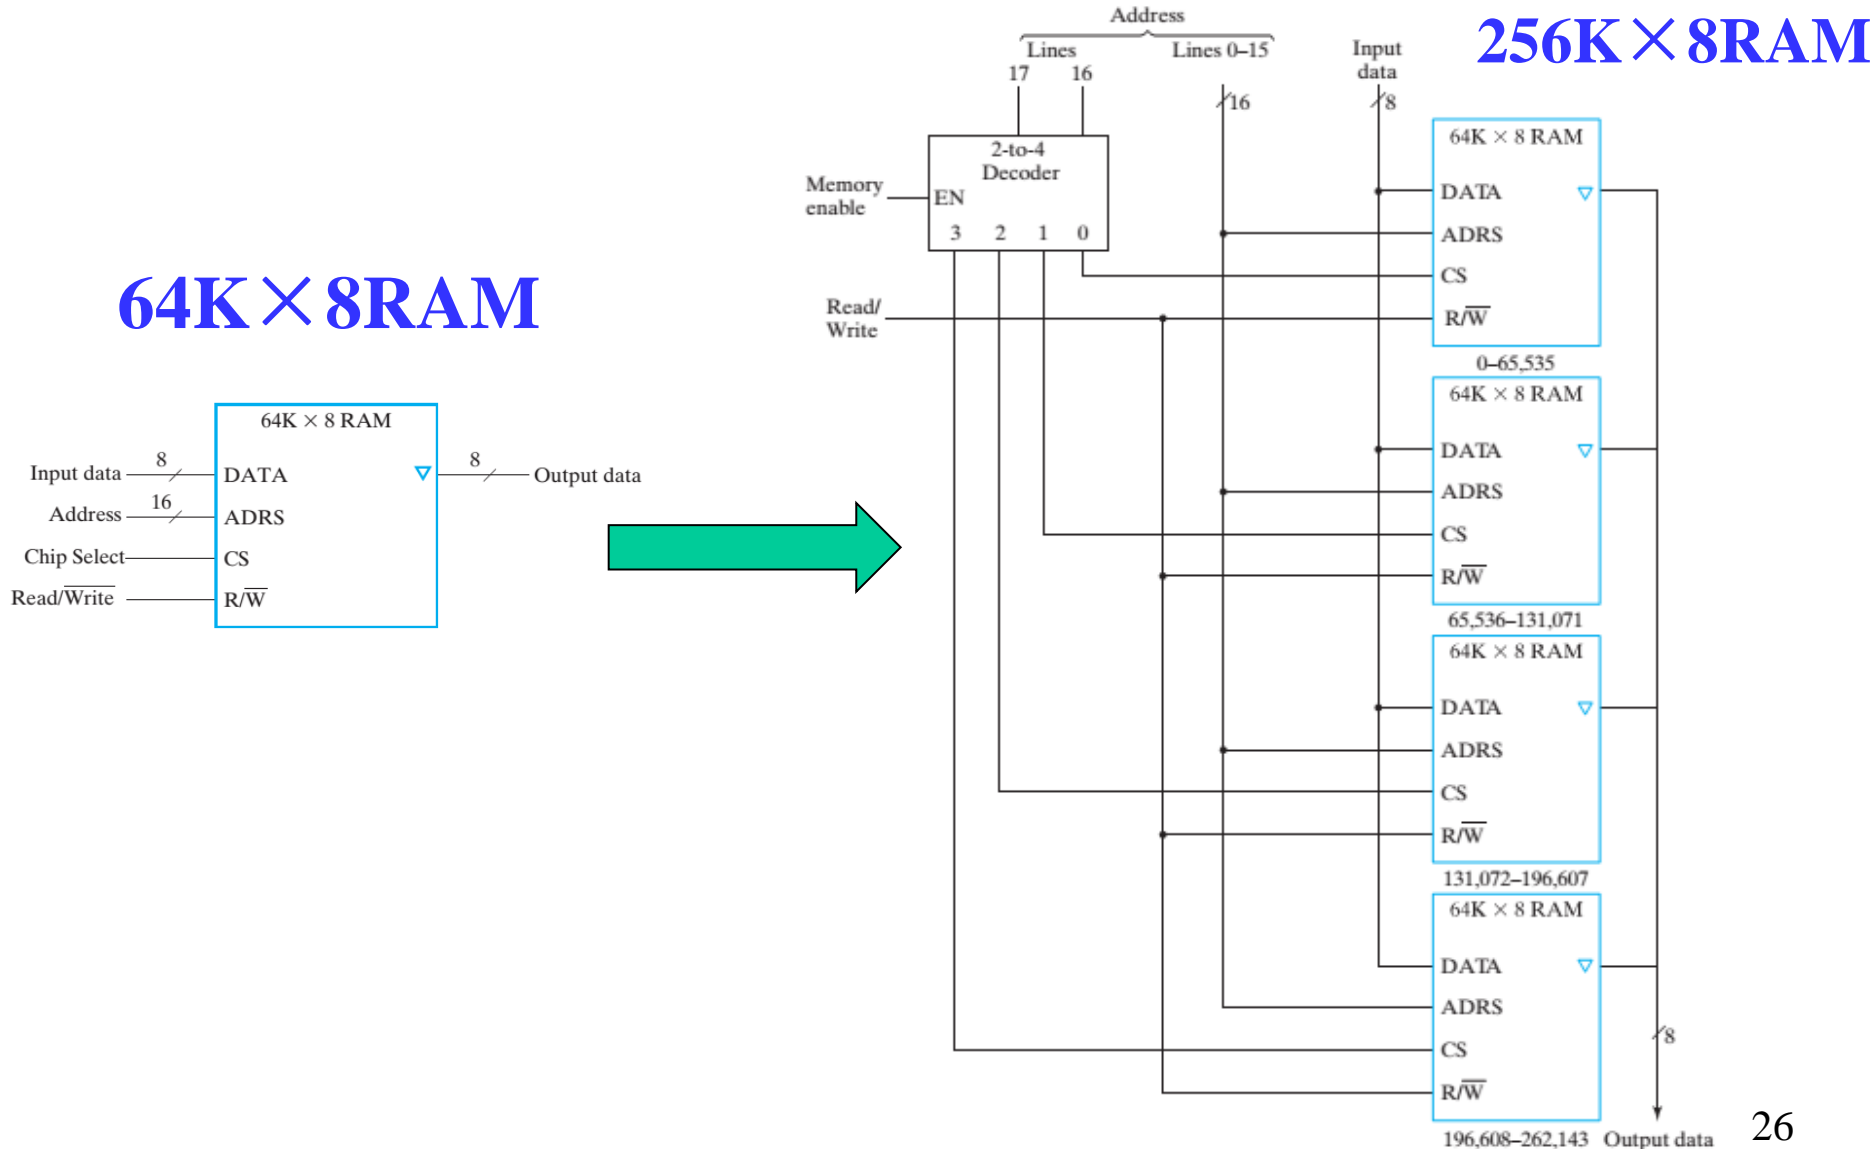 256K×8RAM
64K×8RAM
64K × 8 RAM
Input data
8
DATA
8
Output data
Address
16
ADRS
Chip Select
CS
Read/W̅r̅i̅t̅e̅
R/W̅
Address
Lines
17
16
Lines 0–15
16
Input
data
8
2-to-4
Decoder
Memory
enable
EN
3 2 1 0
Read/
Write
64K × 8 RAM
DATA
ADRS
CS
R/W̅
0–65,535
64K × 8 RAM
DATA
ADRS
CS
R/W̅
65,536–131,071
64K × 8 RAM
DATA
ADRS
CS
R/W̅
131,072–196,607
64K × 8 RAM
DATA
ADRS
CS
R/W̅
196,608–262,143
8
Output data
26